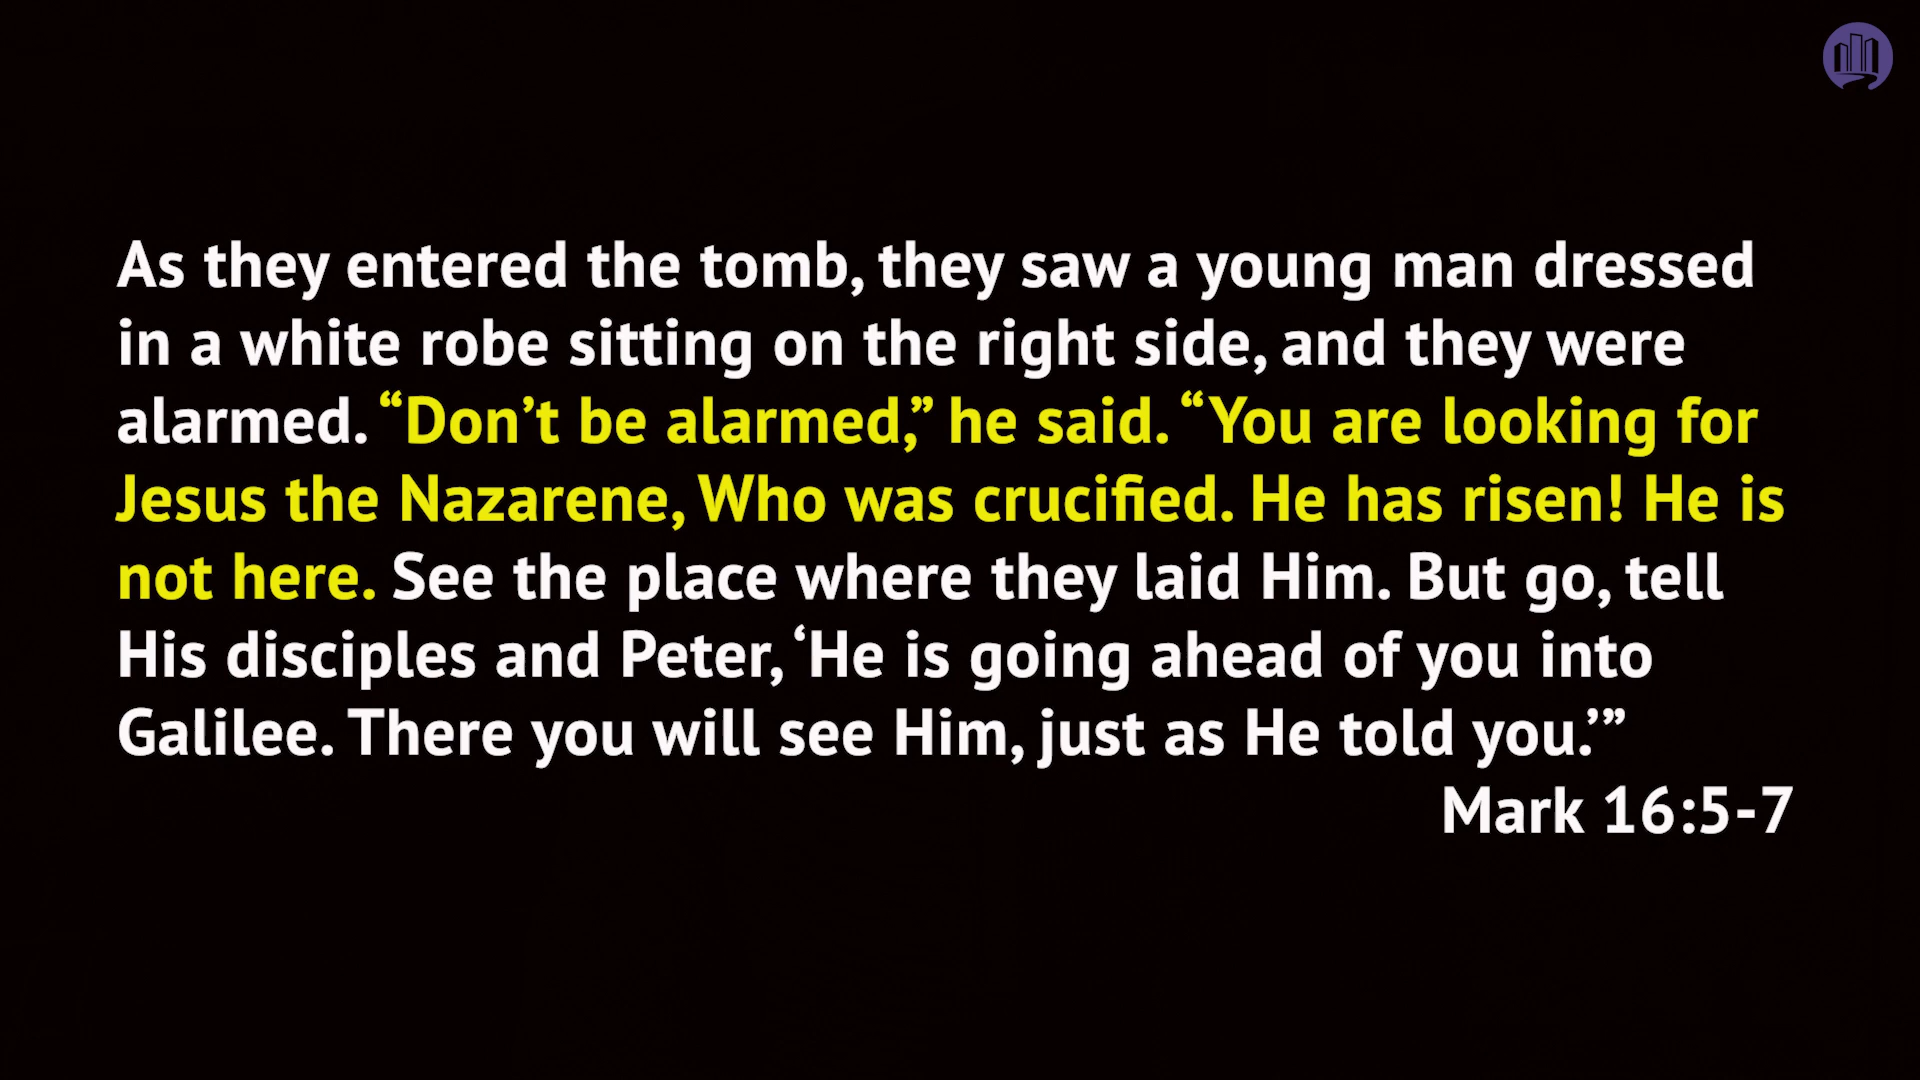 As they entered the tomb, they saw a young man dressed
in a white robe sitting on the right side, and they were
alarmed. “Don’t be alarmed,” he said. “You are looking for
Jesus the Nazarene, Who was crucified. He has risen! He is
not here. See the place where they laid Him. But go, tell
His disciples and Peter, ‘He is going ahead of you into
Galilee. There you will see Him, just as He told you.’”
Mark 16:5-7